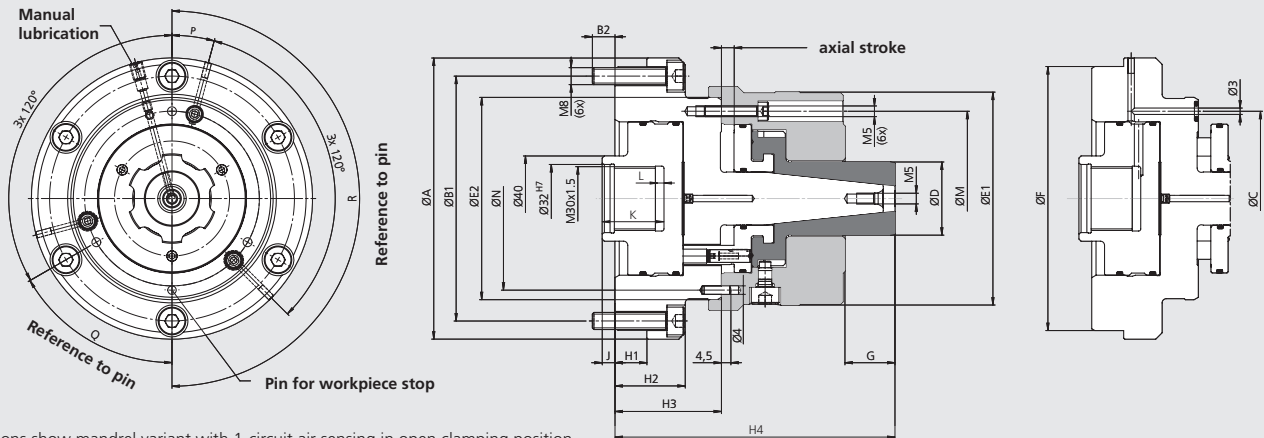 Manual
lubrication
P
3x 120°
3x 120°
R
Reference to pin
Q
Reference to pin
Pin for workpiece stop
B2
axial stroke
M8
(6x)
M5
(6x)
ØA
ØB1
ØE2
ØN
Ø40
Ø32 H7
M30x1.5
L
K
M5
ØD
ØM
ØE1
J
H1
4,5
Ø4
G
H2
H3
H4
ØF
Ø3
ØC
ons show mandrel variant with 1-circuit air sensing in open clamping position